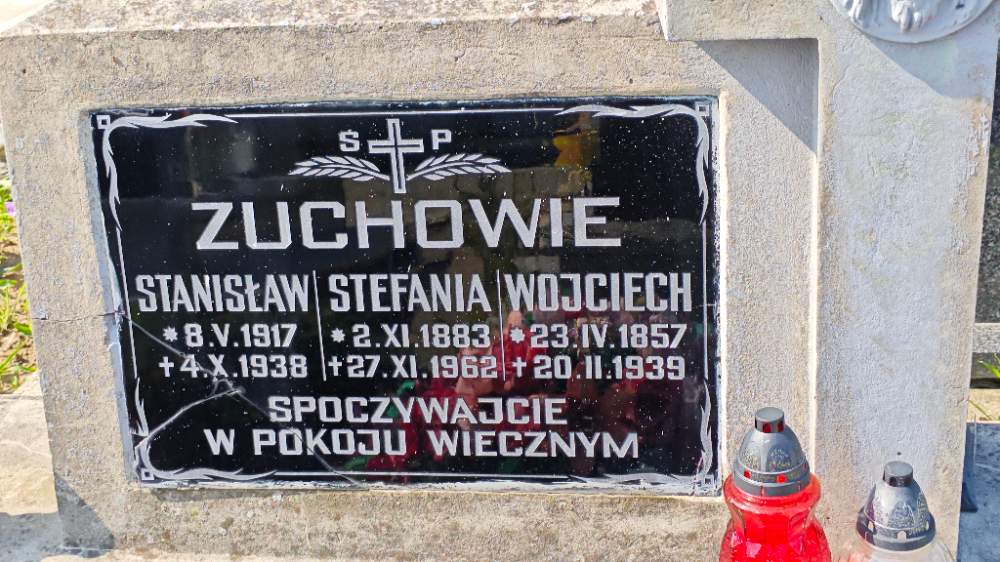 Ś P
ZUCHOWIE
STANISŁAW STEFANIA WOJCIECH
* 8.V.1917 * 2.XI.1883 * 23.IV.1857
+ 4.X.1938 + 27.XI.1962 + 20.II.1939
SPOCZYWAJCIE
W POKOJU WIECZNYM